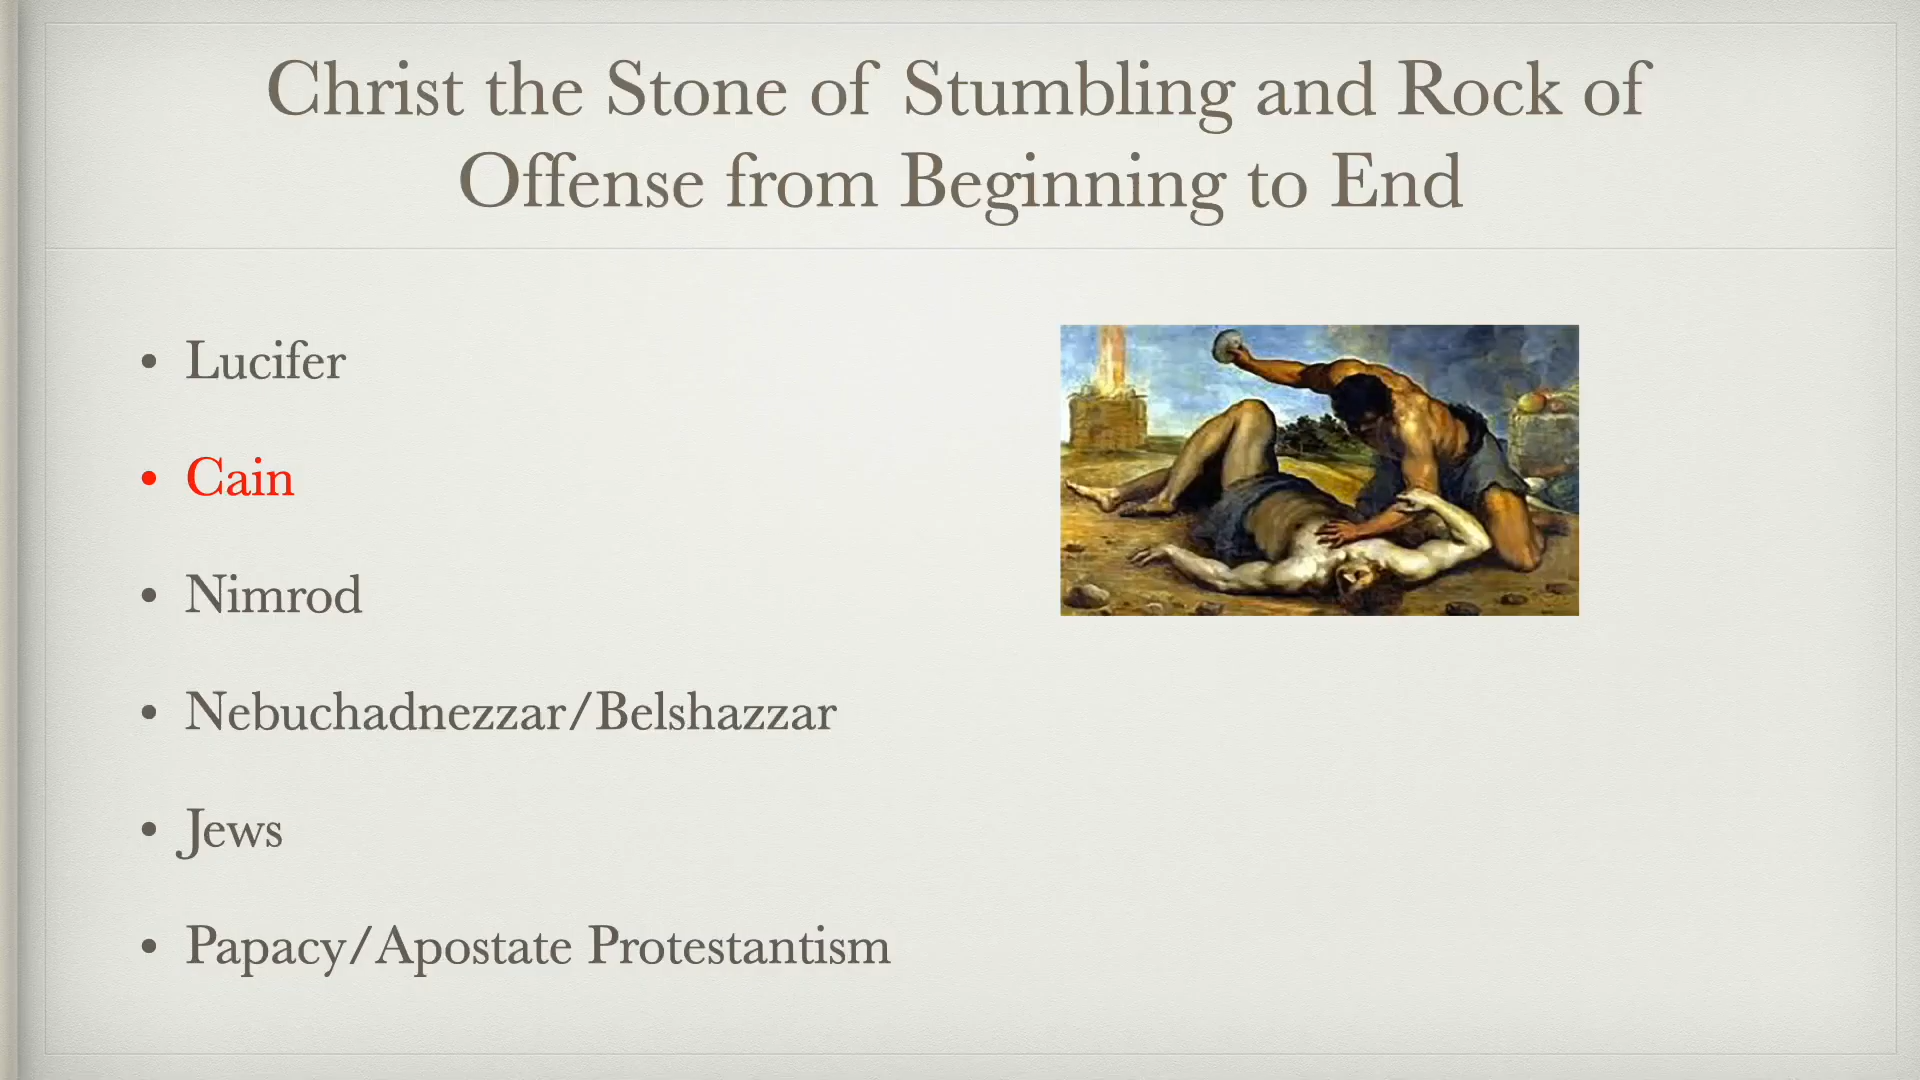 Christ the Stone of Stumbling and Rock of
Offense from Beginning to End
• Lucifer
• Cain
• Nimrod
• Nebuchadnezzar/Belshazzar
• Jews
• Papacy/Apostate Protestantism